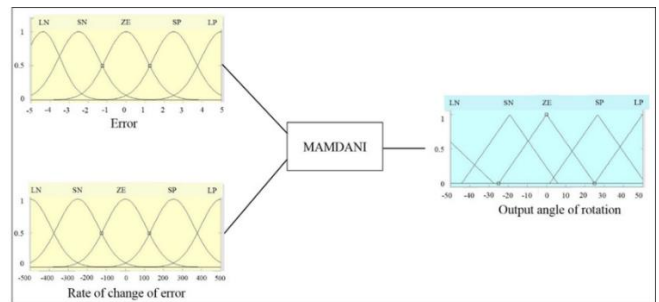 LN SN ZE SP LP
1
0.5
0
-5 -4 -3 -2 -1 0 1 2 3 4 5
Error
MAMDANI
LN SN ZE SP LP
1
0.5
0
-50 -40 -30 -20 -10 0 10 20 30 40 50
Output angle of rotation
LN SN ZE SP LP
1
0.5
0
-500 -400 -300 -200 -100 0 100 200 300 400 500
Rate of change of error